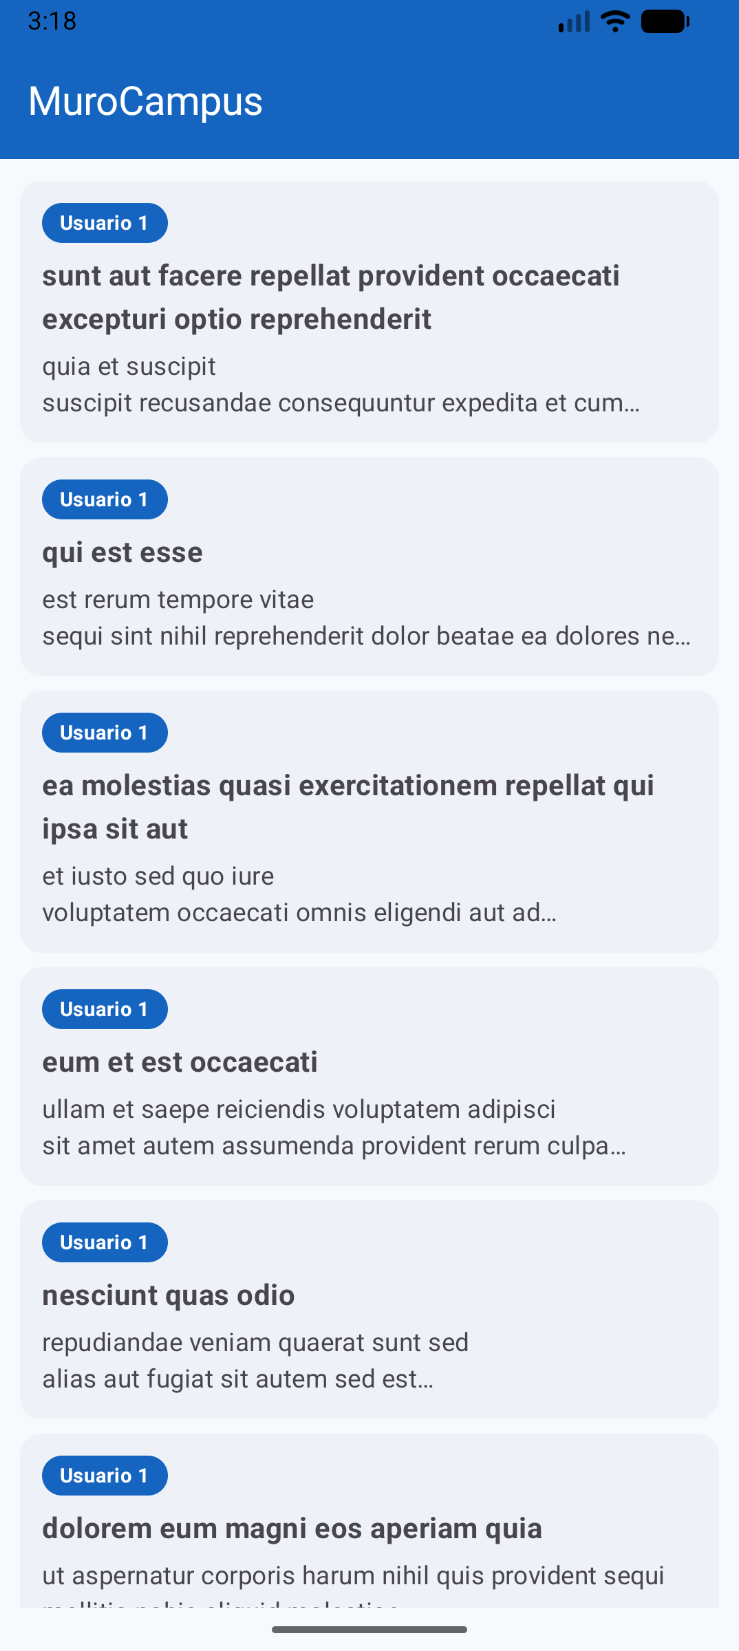 3:18
MuroCampus
Usuario 1
sunt aut facere repellat provident occaecati
excepturi optio reprehenderit
quia et suscipit
suscipit recusandae consequuntur expedita et cum…
Usuario 1
qui est esse
est rerum tempore vitae
sequi sint nihil reprehenderit dolor beatae ea dolores ne…
Usuario 1
ea molestias quasi exercitationem repellat qui
ipsa sit aut
et iusto sed quo iure
voluptatem occaecati omnis eligendi aut ad…
Usuario 1
eum et est occaecati
ullam et saepe reiciendis voluptatem adipisci
sit amet autem assumenda provident rerum culpa…
Usuario 1
nesciunt quas odio
repudiandae veniam quaerat sunt sed
alias aut fugiat sit autem sed est…
Usuario 1
dolorem eum magni eos aperiam quia
ut aspernatur corporis harum nihil quis provident sequi